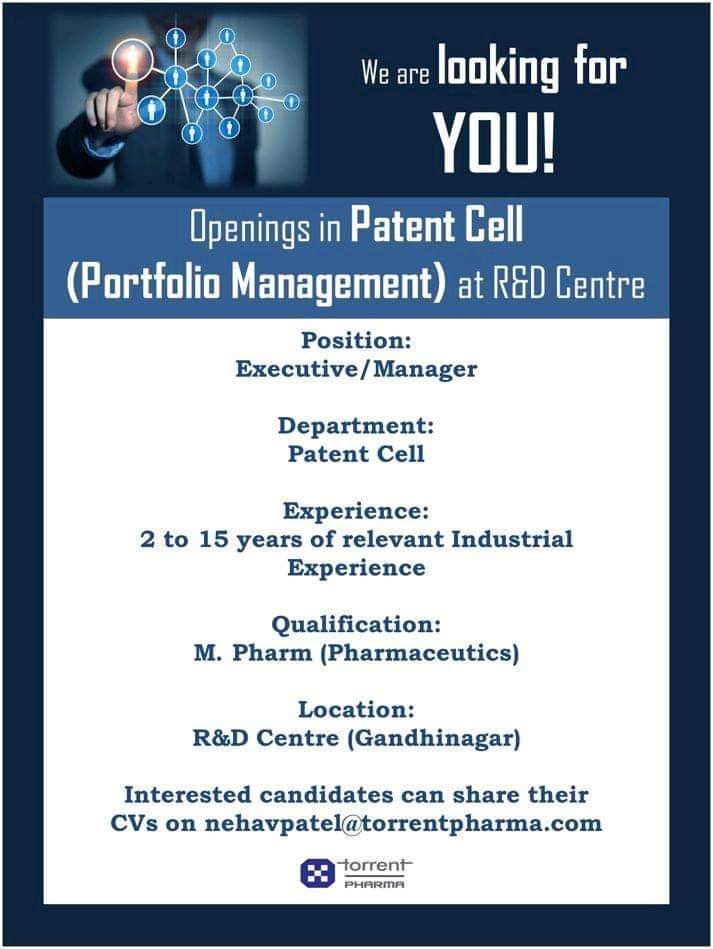 We are looking for
YOU!
Openings in Patent Cell
(Portfolio Management) at R&D Centre
Position:
Executive/Manager
Department:
Patent Cell
Experience:
2 to 15 years of relevant Industrial
Experience
Qualification:
M. Pharm (Pharmaceutics)
Location:
R&D Centre (Gandhinagar)
Interested candidates can share their
CVs on nehavpatel@torrentpharma.com
torrent
PHARMA